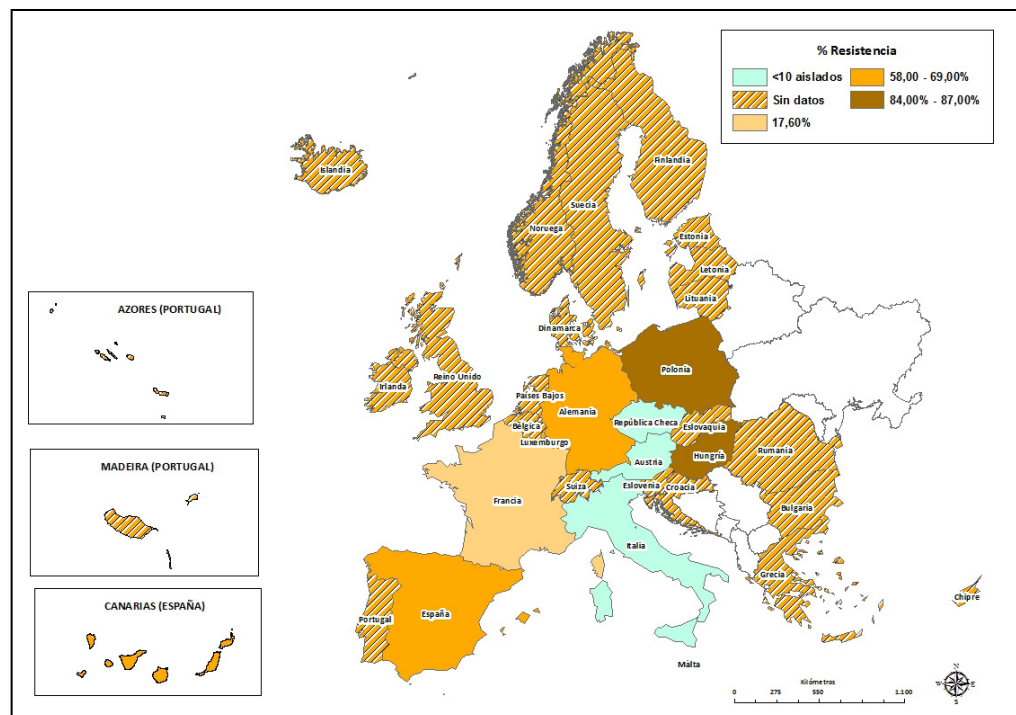 % Resistencia
<10 aislados
58,00 - 69,00%
Sin datos
84,00% - 87,00%
17,60%
Islandia
Finlandia
Suecia
Noruega
Estonia
Letonia
Lituania
Dinamarca
Reino Unido
Irlanda
Países Bajos
Polonia
Alemania
Bélgica
República Checa
Luxemburgo
Eslovaquia
Austria
Hungría
Rumanía
Suiza
Eslovenia
Croacia
Francia
Bulgaria
Italia
Grecia
Chipre
España
Portugal
Malta
AZORES (PORTUGAL)
MADEIRA (PORTUGAL)
CANARIAS (ESPAÑA)
Kilómetros
0 275 550 1.100
N
W E
S